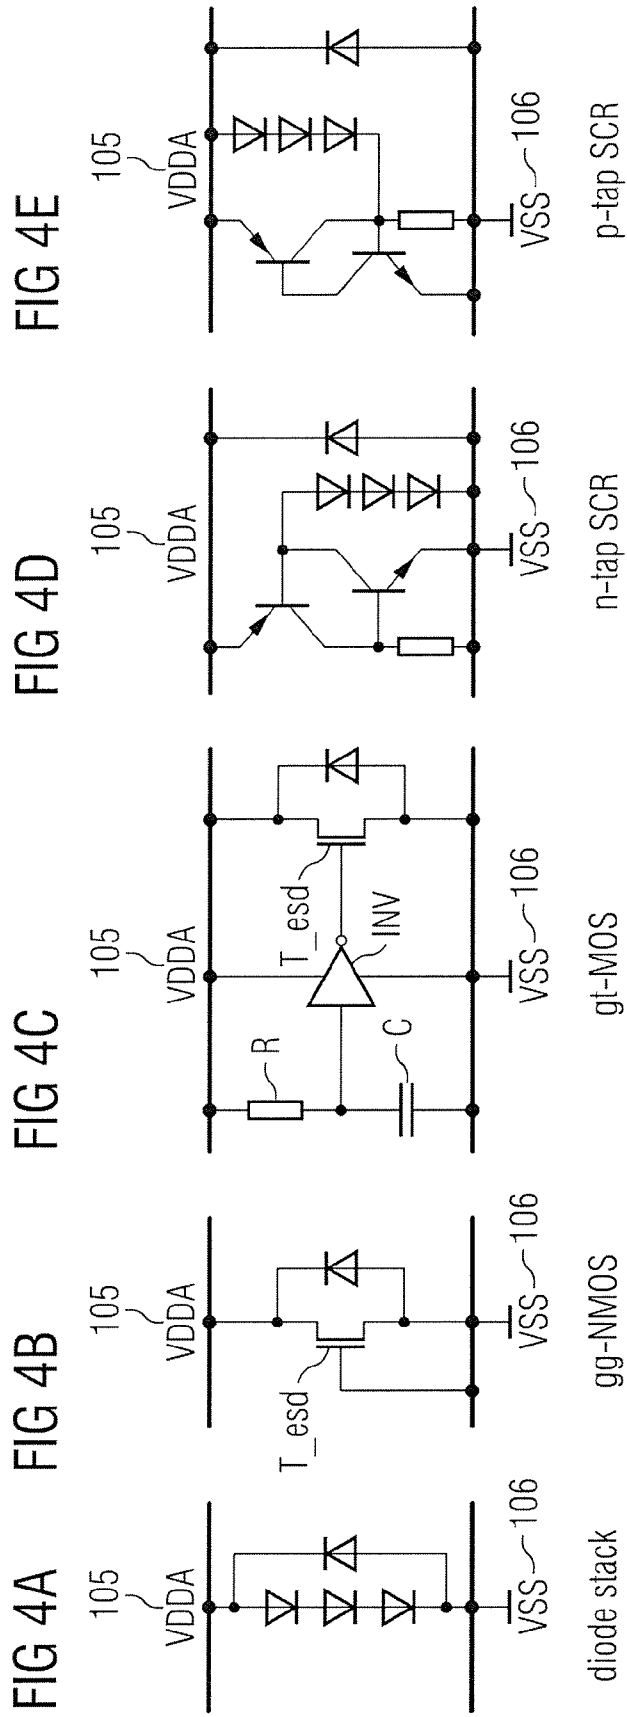 FIG 4A
105
VDDA
VSS
106
diode stack
FIG 4B
105
VDDA
T_esd
VSS
106
gg-NMOS
FIG 4C
105
VDDA
R
T_esd
INV
C
VSS
106
gt-MOS
FIG 4D
105
VDDA
VSS
106
n-tap SCR
FIG 4E
105
VDDA
VSS
106
p-tap SCR